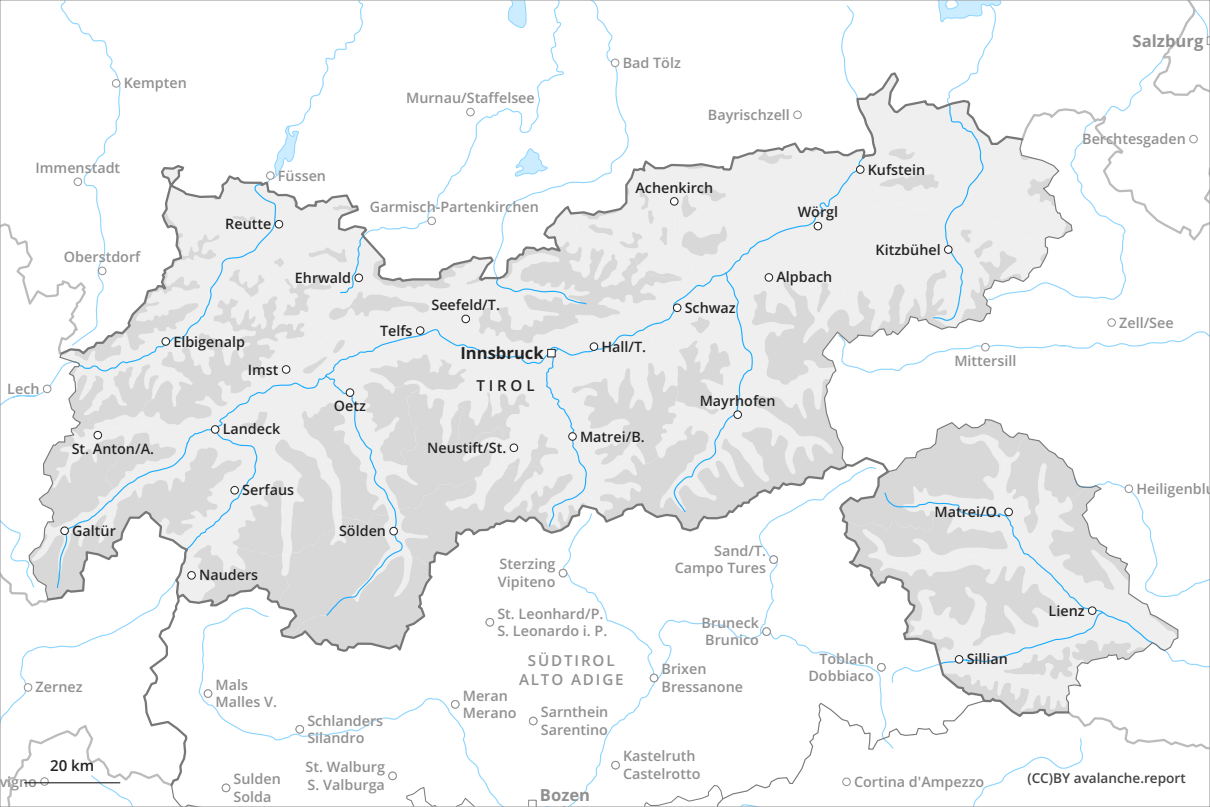 Salzburg
Bad Tölz
Kempten
Murnau/Staffelsee
Bayrischzell
Berchtesgaden
Immenstadt
Füssen
Kufstein
Achenkirch
Garmisch-Partenkirchen
Wörgl
Reutte
Kitzbühel
Oberstdorf
Ehrwald
Alpbach
Seefeld/T.
Schwaz
Zell/See
Telfs
Elbigenalp
Innsbruck
Hall/T.
Mittersill
Imst
TIROL
Lech
Oetz
Mayrhofen
Landeck
Matrei/B.
St. Anton/A.
Neustift/St.
Serfaus
Heiligenblu
Matrei/O.
Galtür
Sölden
Sand/T.
Campo Tures
Sterzing
Vipiteno
Nauders
Lienz
St. Leonhard/P.
S. Leonardo i. P.
Bruneck
Brunico
SÜDTIROL
ALTO ADIGE
Toblach
Dobbiaco
Sillian
Brixen
Bressanone
Zernez
Mals
Malles V.
Meran
Merano
Sarnthein
Sarentino
Schlanders
Silandro
Kastelruth
Castelrotto
20 km
St. Walburg
S. Valburga
vigno
Sulden
Solda
Cortina d'Ampezzo
(CC)BY avalanche.report
Bozen